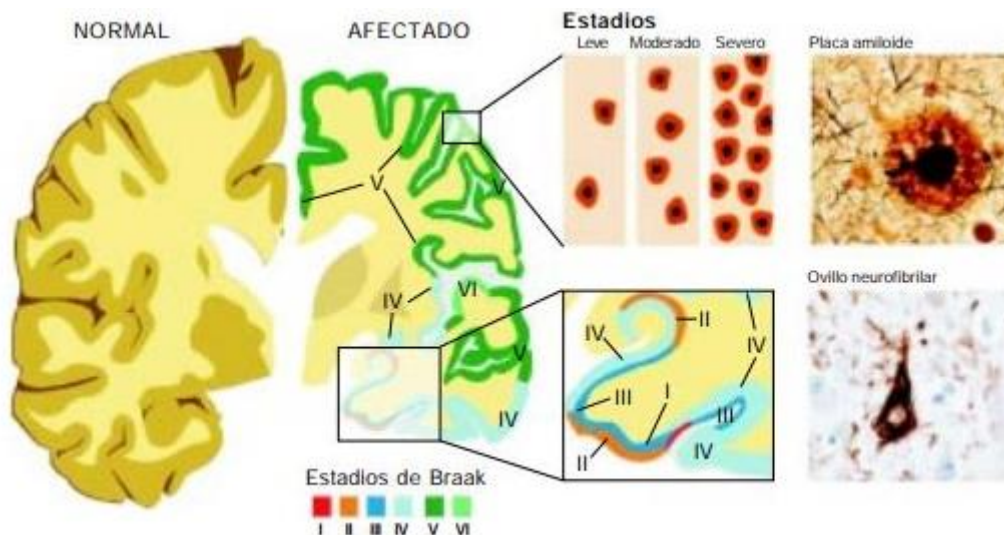 NORMAL
AFECTADO
Estadios
Leve Moderado Severo
Placa amiloide
V
V
IV
VI
V
IV
Ovillo neurofibrilar
II
IV
IV
III
I
III
II
IV
Estadios de Braak
I II III IV V VI